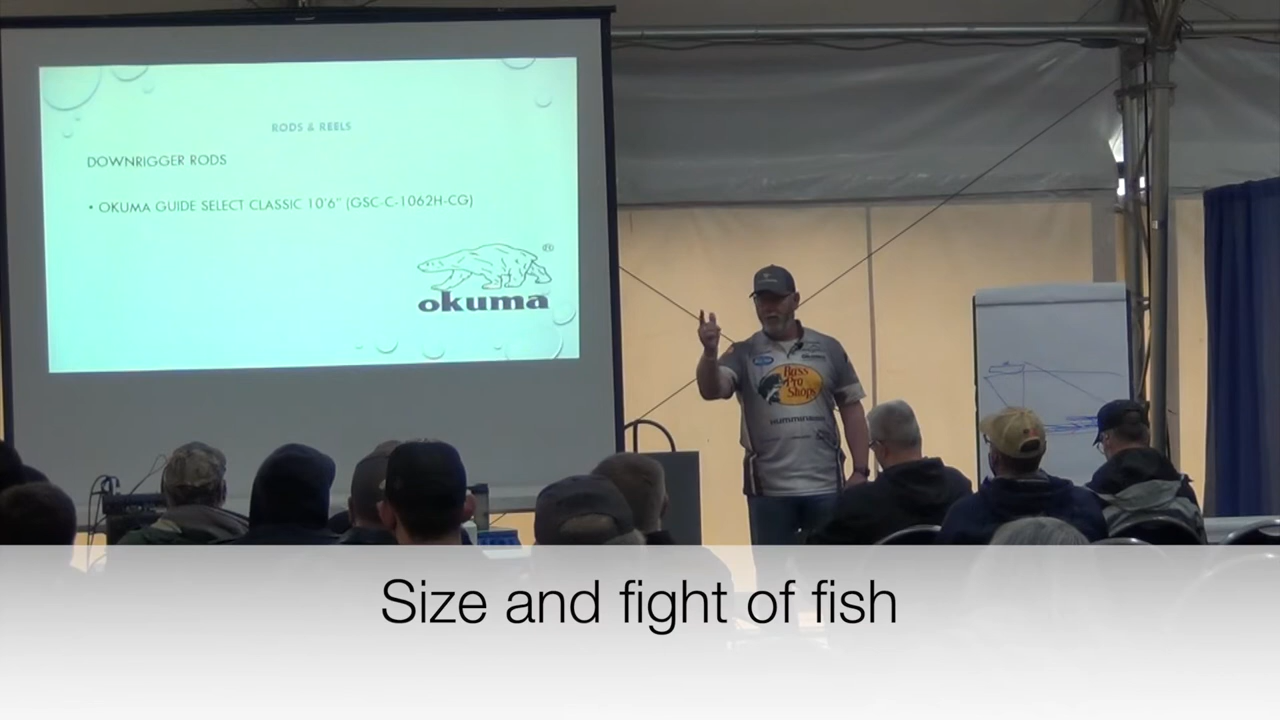 RODS & REELS
DOWNRIGGER RODS
• OKUMA GUIDE SELECT CLASSIC 10'6" (GSC-C-1062H-CG)
®
okuma
Bass
Pro
Shops
HUMMINBIRD
Size and fight of fish